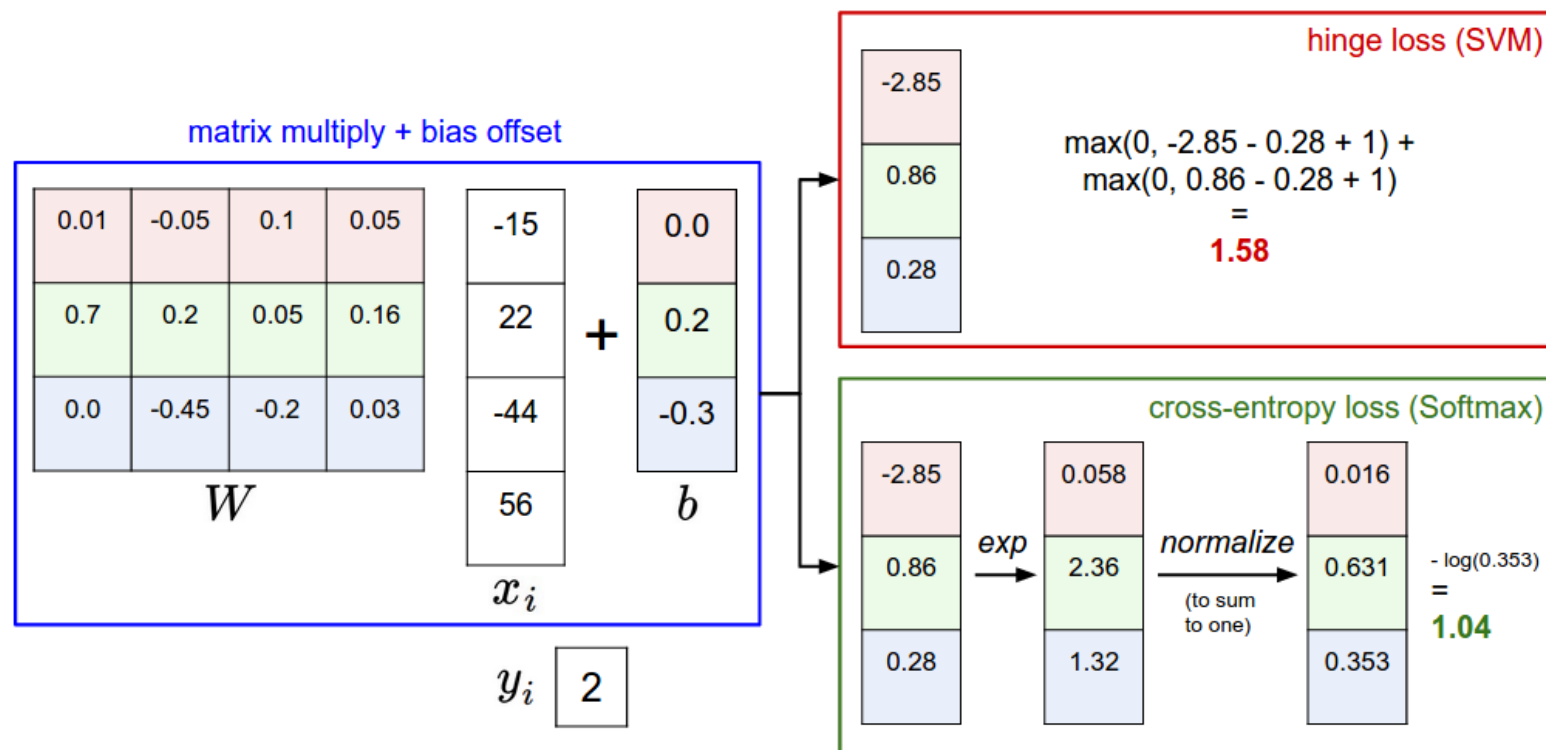 matrix multiply + bias offset
0.01 -0.05 0.1 0.05
0.7 0.2 0.05 0.16
0.0 -0.45 -0.2 0.03
W
-15
22
-44
56
x_i
+
0.0
0.2
-0.3
b
y_i 2
hinge loss (SVM)
-2.85
0.86
0.28
max(0, -2.85 - 0.28 + 1) +
max(0, 0.86 - 0.28 + 1)
=
1.58
cross-entropy loss (Softmax)
-2.85
0.86
0.28
exp
0.058
2.36
1.32
normalize
(to sum
to one)
0.016
0.631
0.353
- log(0.353)
=
1.04